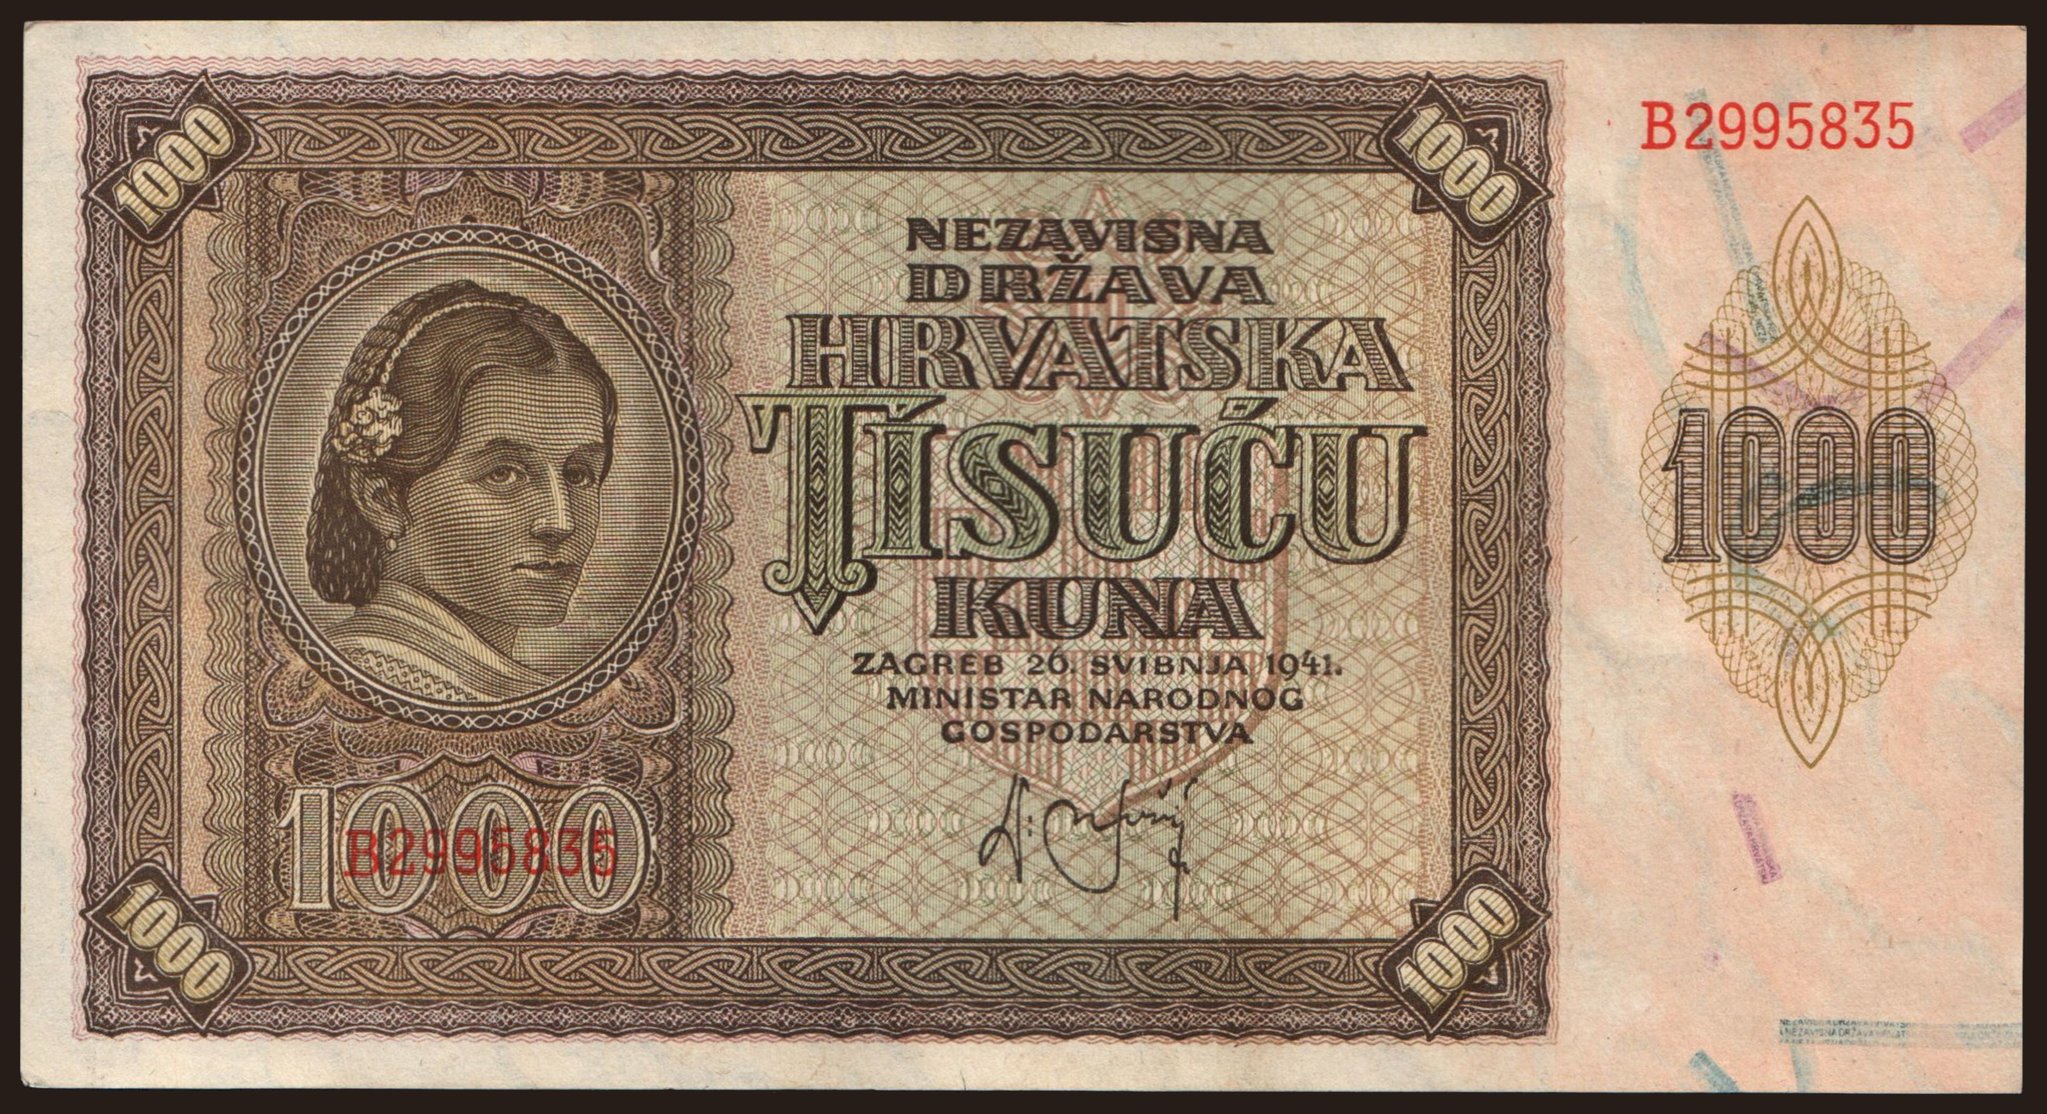 1000
1000
B2995835
NEZAVISNA
DRŽAVA
HRVATSKA
TISUĆU
KUNA
1000
ZAGREB 26. SVIBNJA 1941.
MINISTAR NARODNOG
GOSPODARSTVA
1000
B2995835
1000
1000